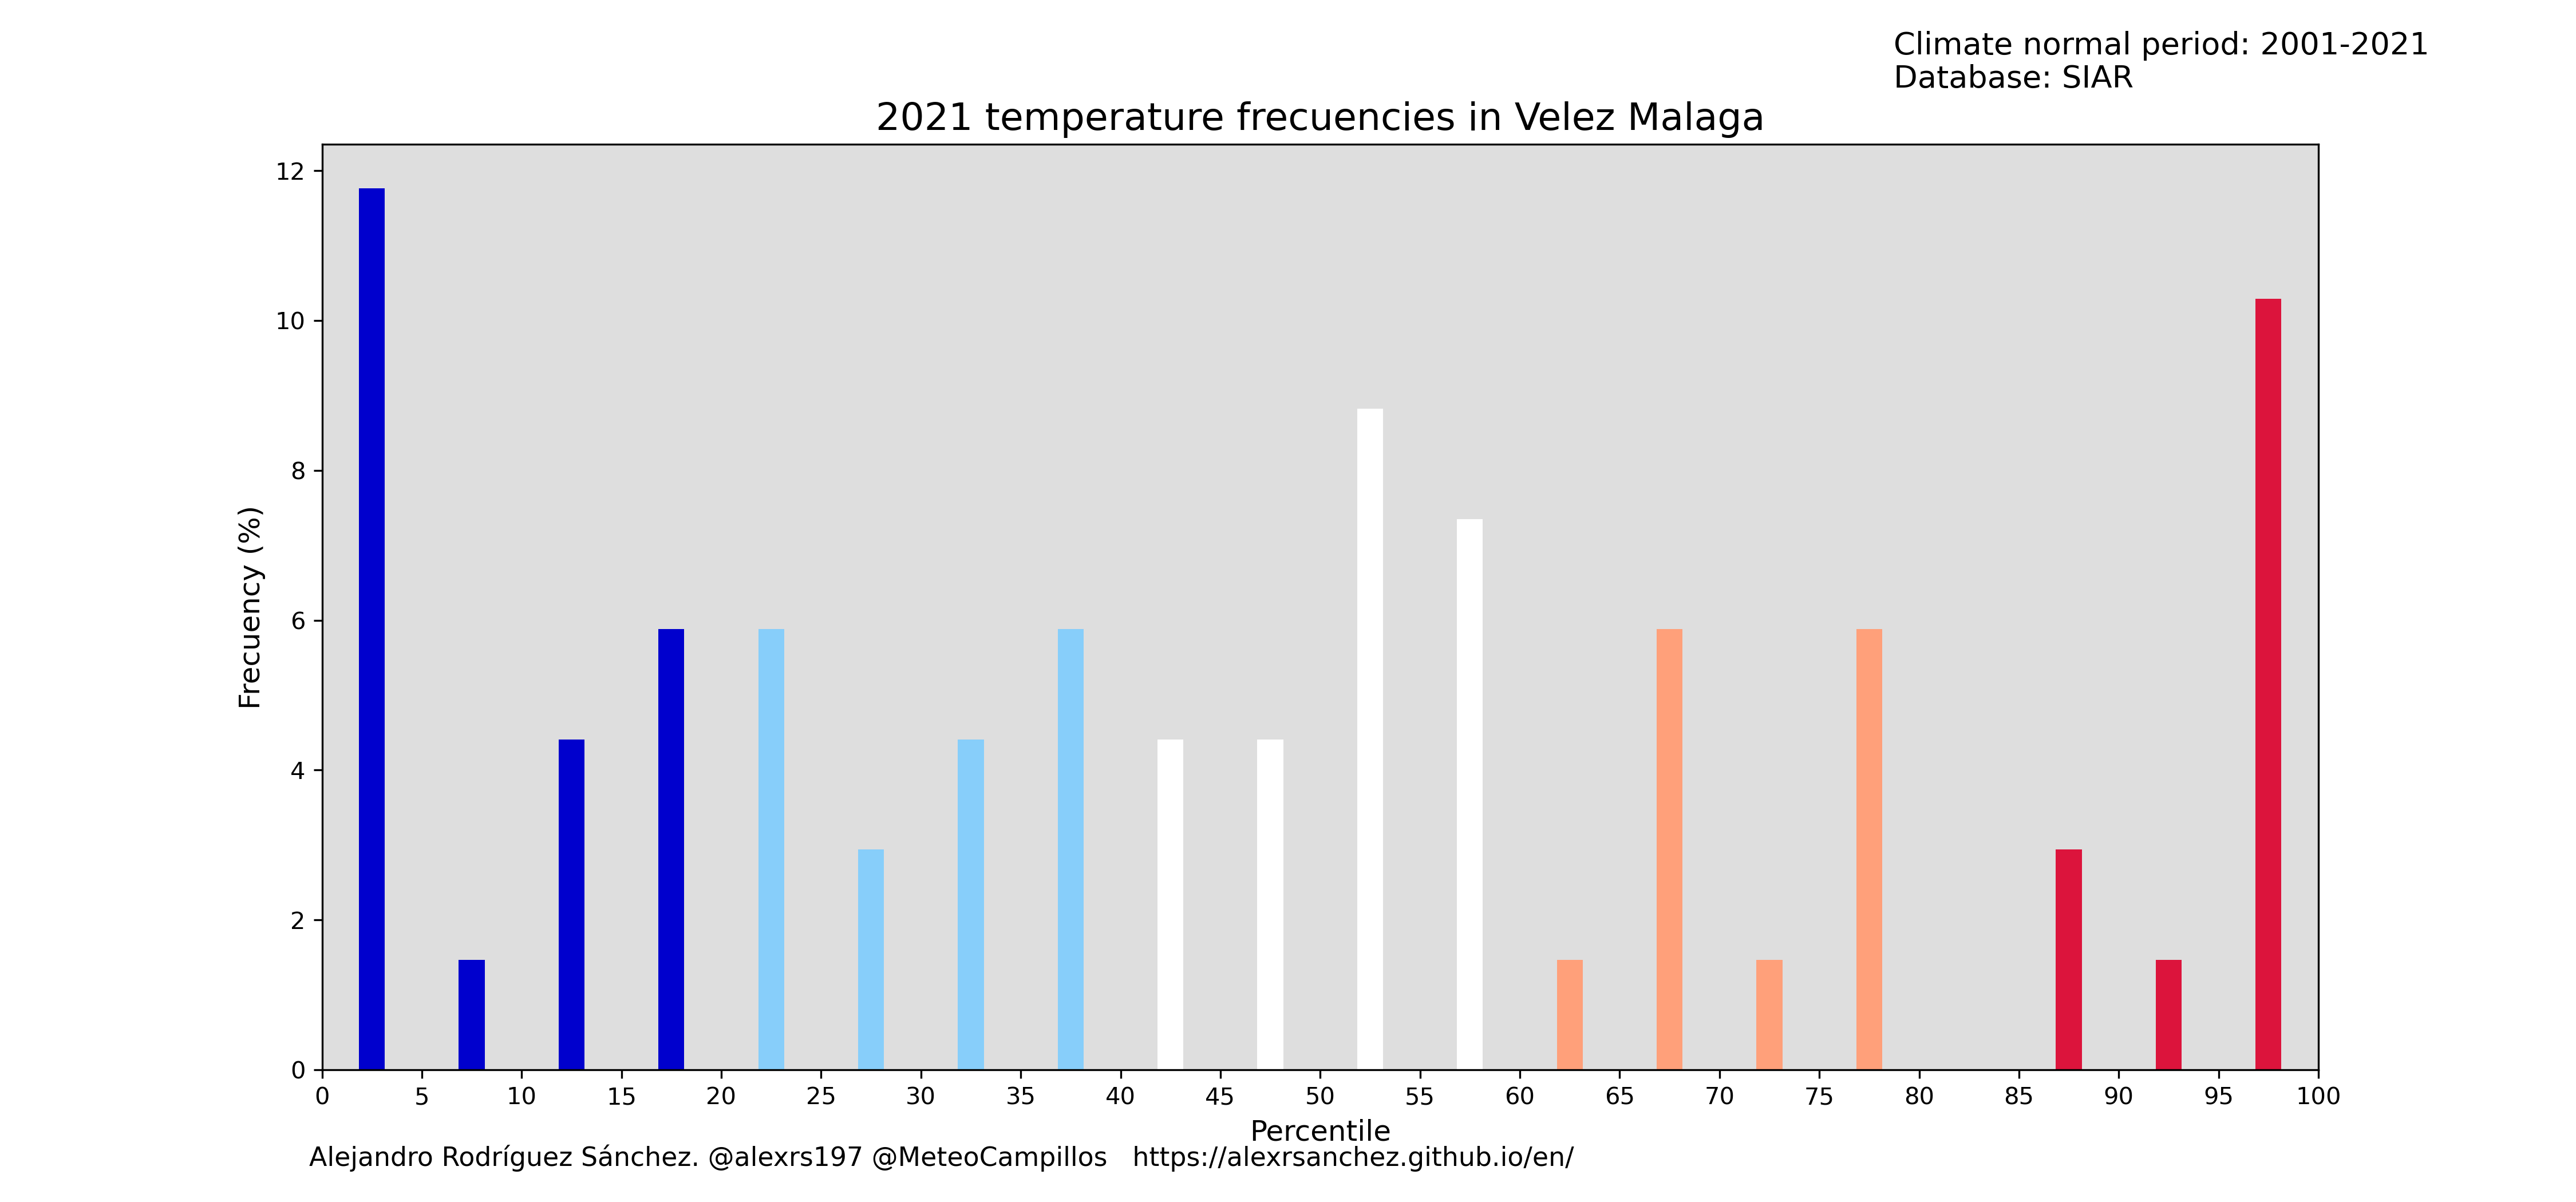 Climate normal period: 2001-2021
Database: SIAR
2021 temperature frecuencies in Velez Malaga
12
10
8
6
4
2
0
Frecuency (%)
0 5 10 15 20 25 30 35 40 45 50 55 60 65 70 75 80 85 90 95 100
Percentile
Alejandro Rodríguez Sánchez. @alexrs197 @MeteoCampillos https://alexrsanchez.github.io/en/